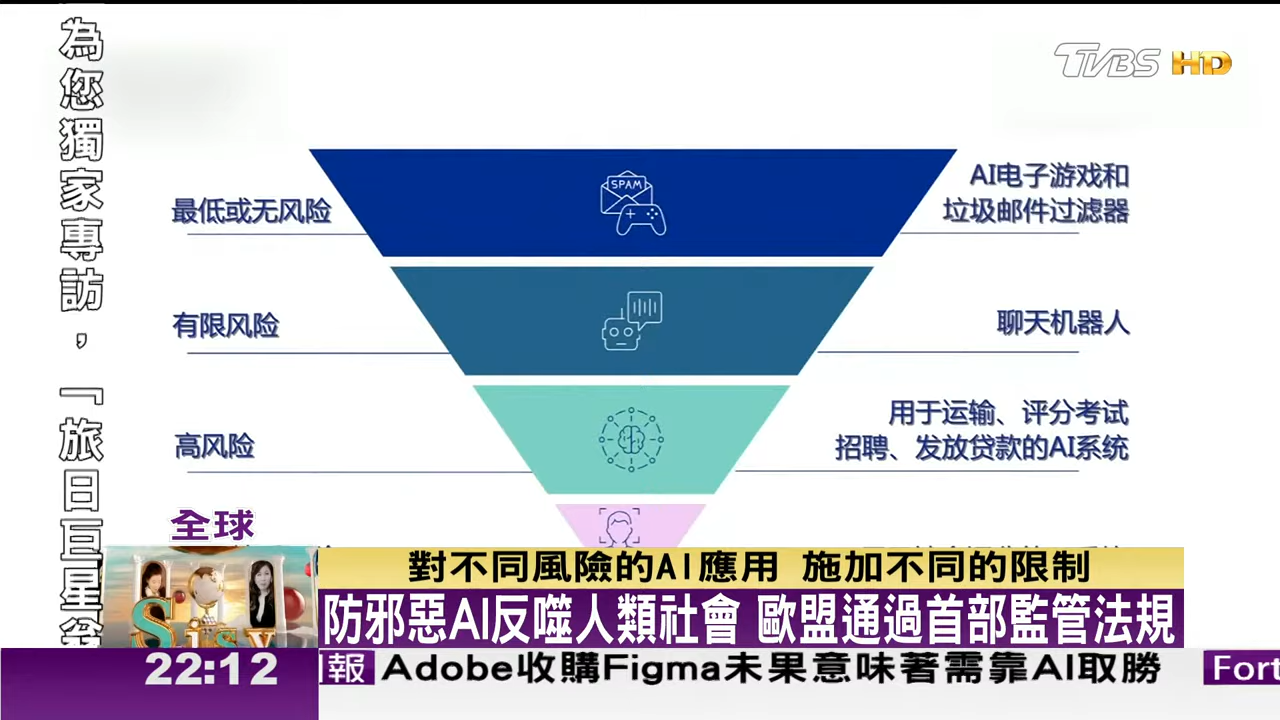 為您獨家專訪，「旅日巨星翁
TVBS HD
SPAM
最低或无风险
AI电子游戏和
垃圾邮件过滤器
有限风险
聊天机器人
高风险
用于运输、评分考试
招聘、发放贷款的AI系统
全球
Sisy
對不同風險的AI應用 施加不同的限制
防邪惡AI反噬人類社會 歐盟通過首部監管法規
22:12
報 Adobe收購Figma未果意味著需靠AI取勝
Fort